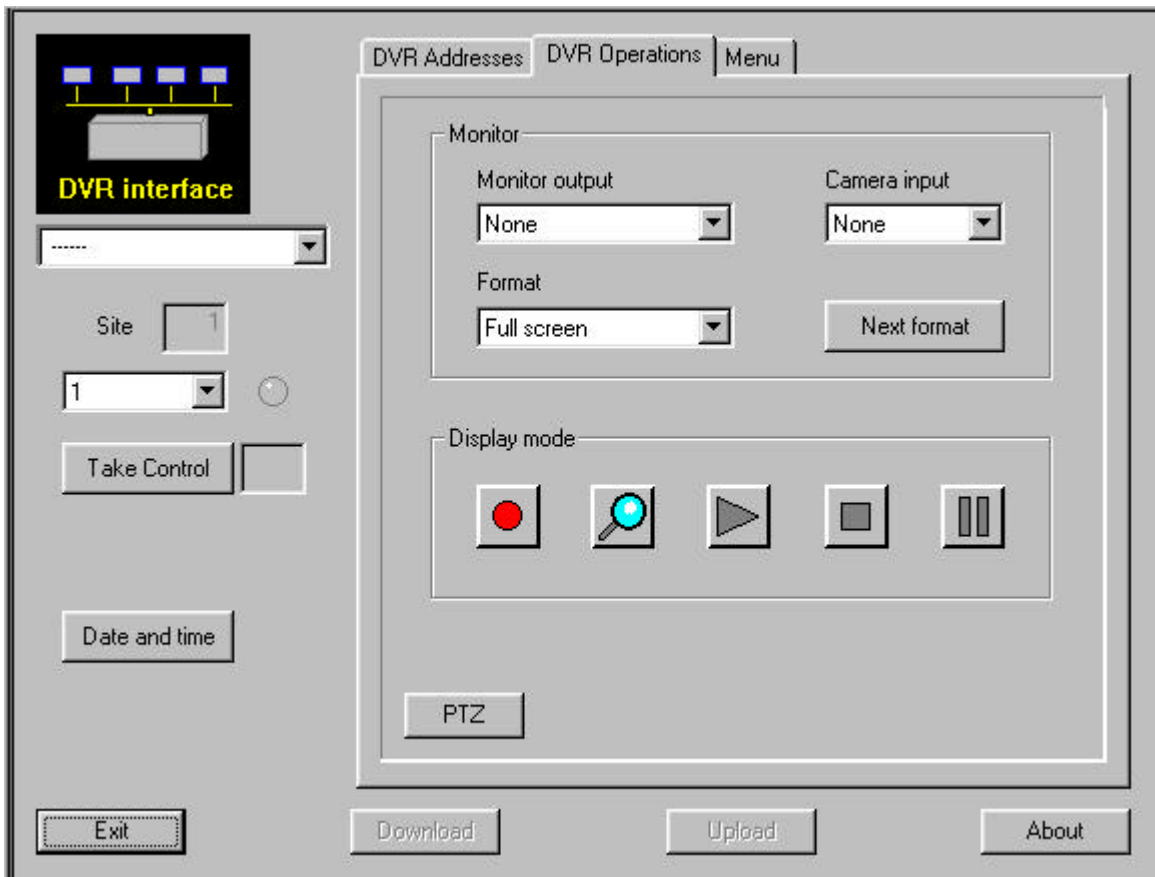 DVR Addresses
DVR Operations
Menu
DVR interface
------
Site
1
1
Take Control
Date and time
Monitor
Monitor output
Camera input
None
None
Format
Full screen
Next format
Display mode
PTZ
Exit
Download
Upload
About